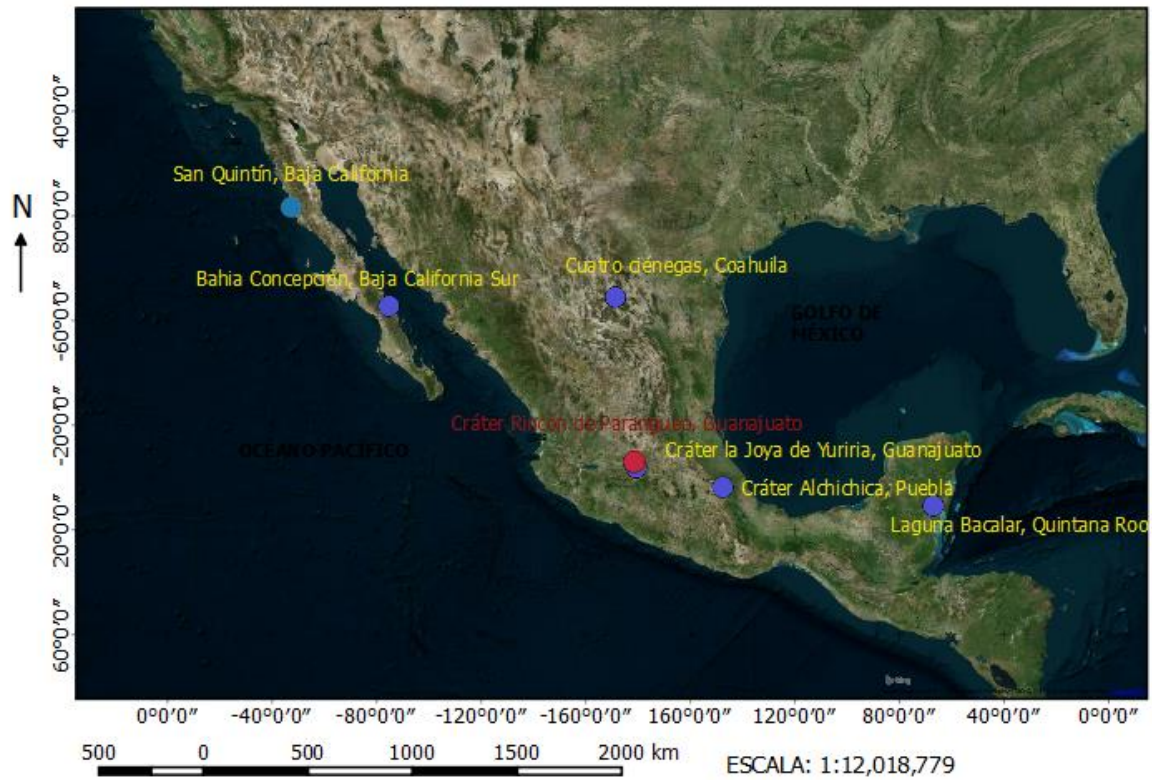 San Quintín, Baja California
Bahia Concepción, Baja California Sur
Cuatro ciénegas, Coahuila
GOLFO DE
MÉXICO
Cráter Rincón de Parangueo, Guanajuato
OCEANO PACÍFICO
Cráter la Joya de Yuriria, Guanajuato
Cráter Alchichica, Puebla
Laguna Bacalar, Quintana Roo
N
40°0'0"
80°0'0"
-60°0'0"
-20°0'0"
20°0'0"
60°0'0"
0°0'0" -40°0'0" -80°0'0" -120°0'0" -160°0'0" 160°0'0" 120°0'0" 80°0'0" 40°0'0" 0°0'0"
500 0 500 1000 1500 2000 km
ESCALA: 1:12,018,779